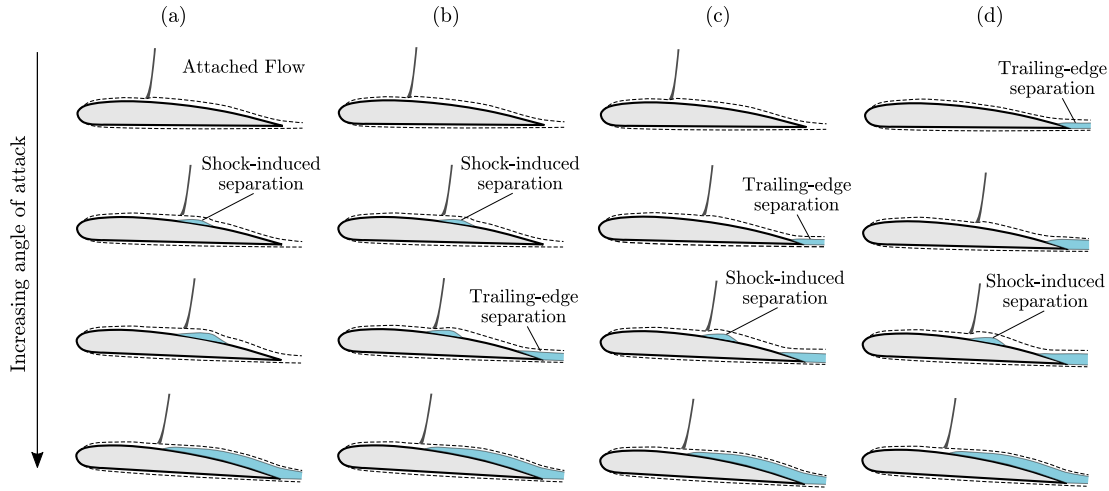 (a)
(b)
(c)
(d)
Attached Flow
Trailing-edge
separation
Shock-induced
separation
Shock-induced
separation
Trailing-edge
separation
Trailing-edge
separation
Shock-induced
separation
Shock-induced
separation
Increasing angle of attack